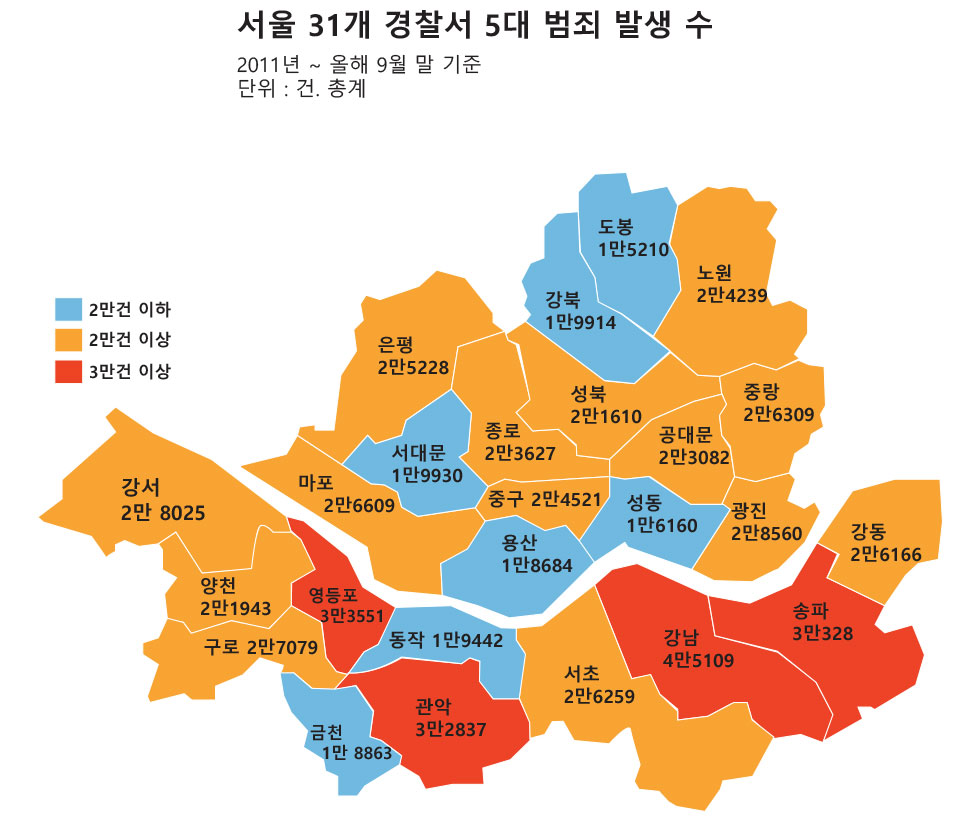 서울 31개 경찰서 5대 범죄 발생 수
2011년 ~ 올해 9월 말 기준
단위 : 건. 총계
2만건 이하
2만건 이상
3만건 이상
도봉
1만5210
노원
2만4239
강북
1만9914
은평
2만5228
성북
2만1610
중랑
2만6309
종로
2만3627
공대문
2만3082
서대문
1만9930
마포
2만6609
중구 2만4521
성동
1만6160
광진
2만8560
강서
2만 8025
용산
1만8684
강동
2만6166
양천
2만1943
영등포
3만3551
송파
3만328
구로 2만7079
동작 1만9442
강남
4만5109
서초
2만6259
관악
3만2837
금천
1만 8863